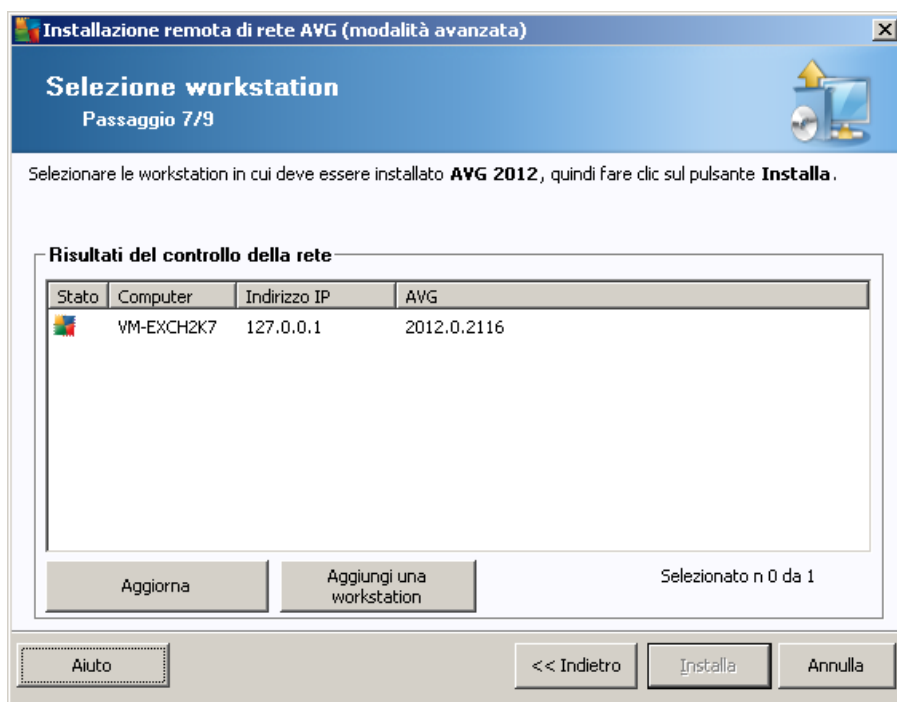 Installazione remota di rete AVG (modalità avanzata)
Selezione workstation
Passaggio 7/9
Selezionare le workstation in cui deve essere installato AVG 2012, quindi fare clic sul pulsante Installa.
Risultati del controllo della rete
Stato Computer Indirizzo IP AVG
VM-EXCH2K7 127.0.0.1 2012.0.2116
Aggiorna
Aggiungi una
workstation
Selezionato n 0 da 1
Aiuto
<< Indietro
Installa
Annulla